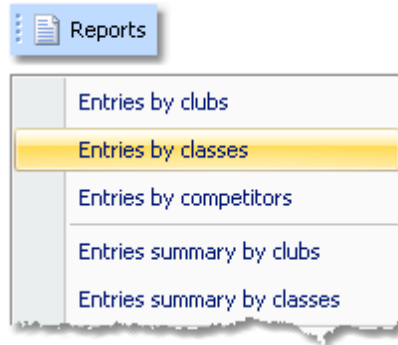 Reports
Entries by clubs
Entries by classes
Entries by competitors
Entries summary by clubs
Entries summary by classes